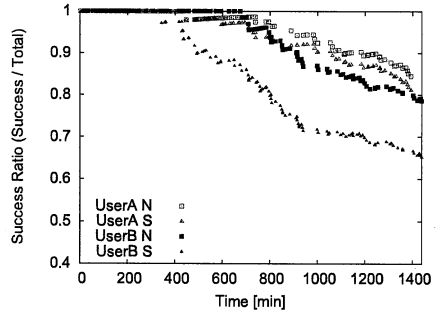 1
0.9
0.8
0.7
0.6
0.5
0.4
Success Ratio (Success / Total)
UserA N
UserA S
UserB N
UserB S
0 200 400 600 800 1000 1200 1400
Time [min]